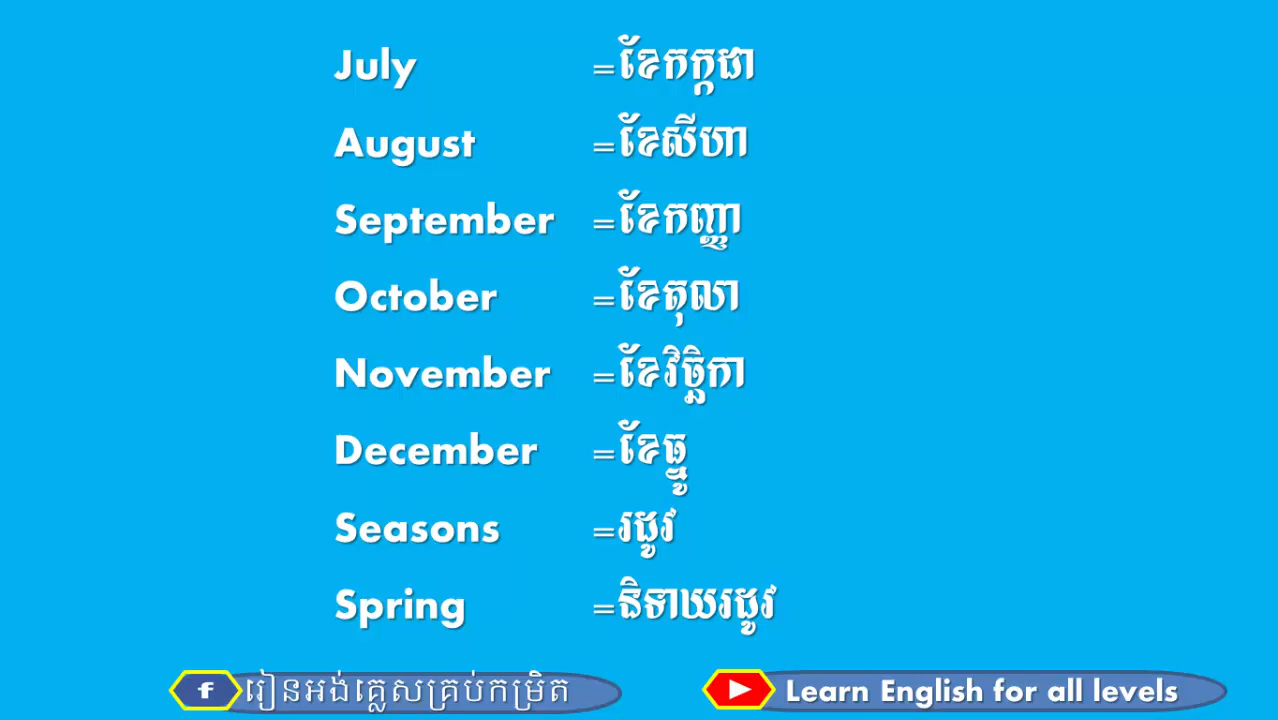 July =ខែកក្កដា
August =ខែសីហា
September =ខែកញ្ញា
October =ខែតុលា
November =ខែវិច្ឆិកា
December =ខែធ្នូ
Seasons =រដូវ
Spring =និទាឃរដូវ
f រៀនអង់គ្លេសគ្រប់កម្រិត Learn English for all levels